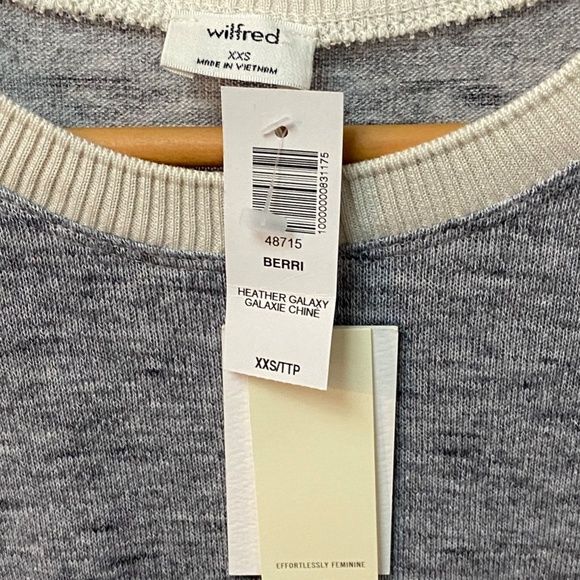 wilfred
XXS
MADE IN VIETNAM
10000000831175
48715
BERRI
HEATHER GALAXY
GALAXIE CHINÉ
XXS/TTP
EFFORTLESSLY FEMININE